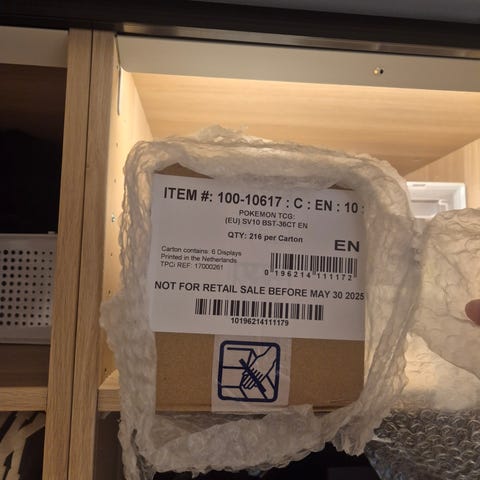 ITEM #: 100-10617 : C : EN : 10 :
POKEMON TCG:
(EU) SV10 BST-36CT EN
QTY: 216 per Carton
EN
Carton contains: 6 Displays
Printed in the Netherlands
TPCi REF: 17000261
0 196214 111172
NOT FOR RETAIL SALE BEFORE MAY 30 2025
10196214111179